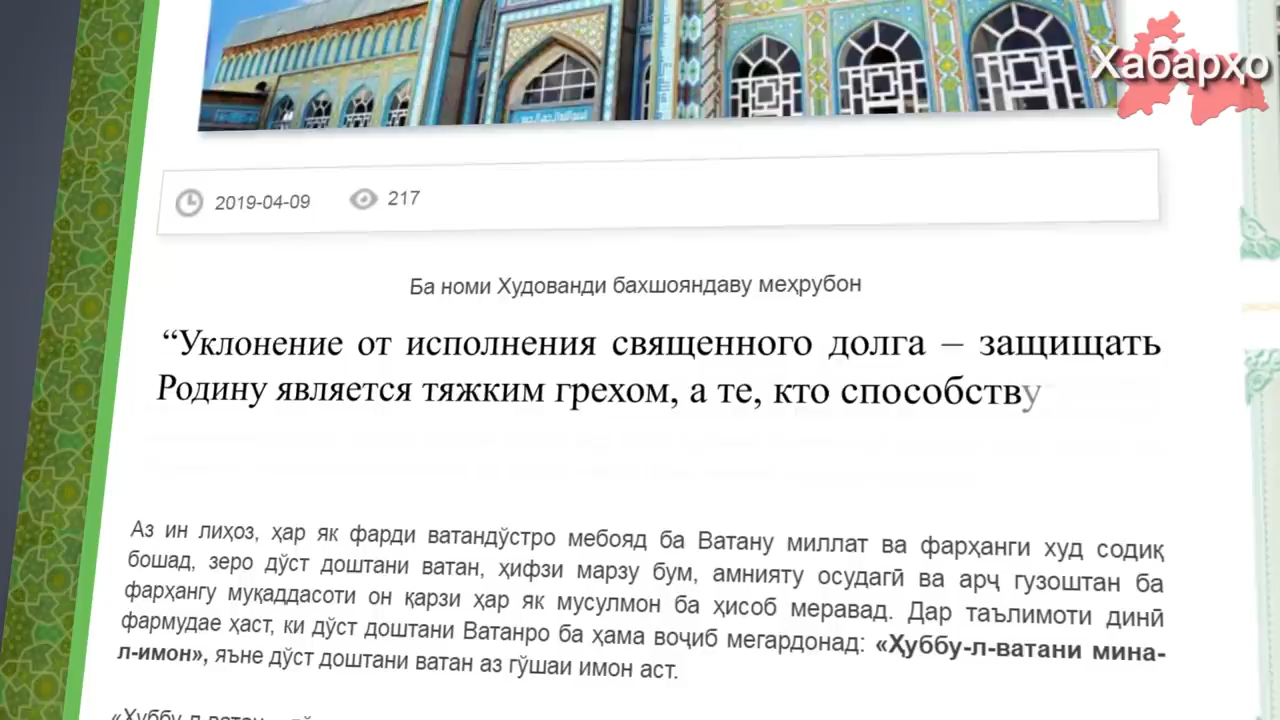 Хабарҳо
2019-04-09 217
Ба номи Худованди бахшояндаву меҳрубон
“Уклонение от исполнения священного долга – защищать
Родину является тяжким грехом, а те, кто способству
Аз ин лиҳоз, ҳар як фарди ватандӯстро мебояд ба Ватану миллат ва фарҳанги худ содиқ
бошад, зеро дӯст доштани ватан, ҳифзи марзу бум, амнияту осудагӣ ва арҷ гузоштан ба
фарҳангу муқаддасоти он қарзи ҳар як мусулмон ба ҳисоб меравад. Дар таълимоти динӣ
фармудае ҳаст, ки дӯст доштани Ватанро ба ҳама воҷиб мегардонад: «Ҳуббу-л-ватани мина-
л-имон», яъне дӯст доштани ватан аз гӯшаи имон аст.